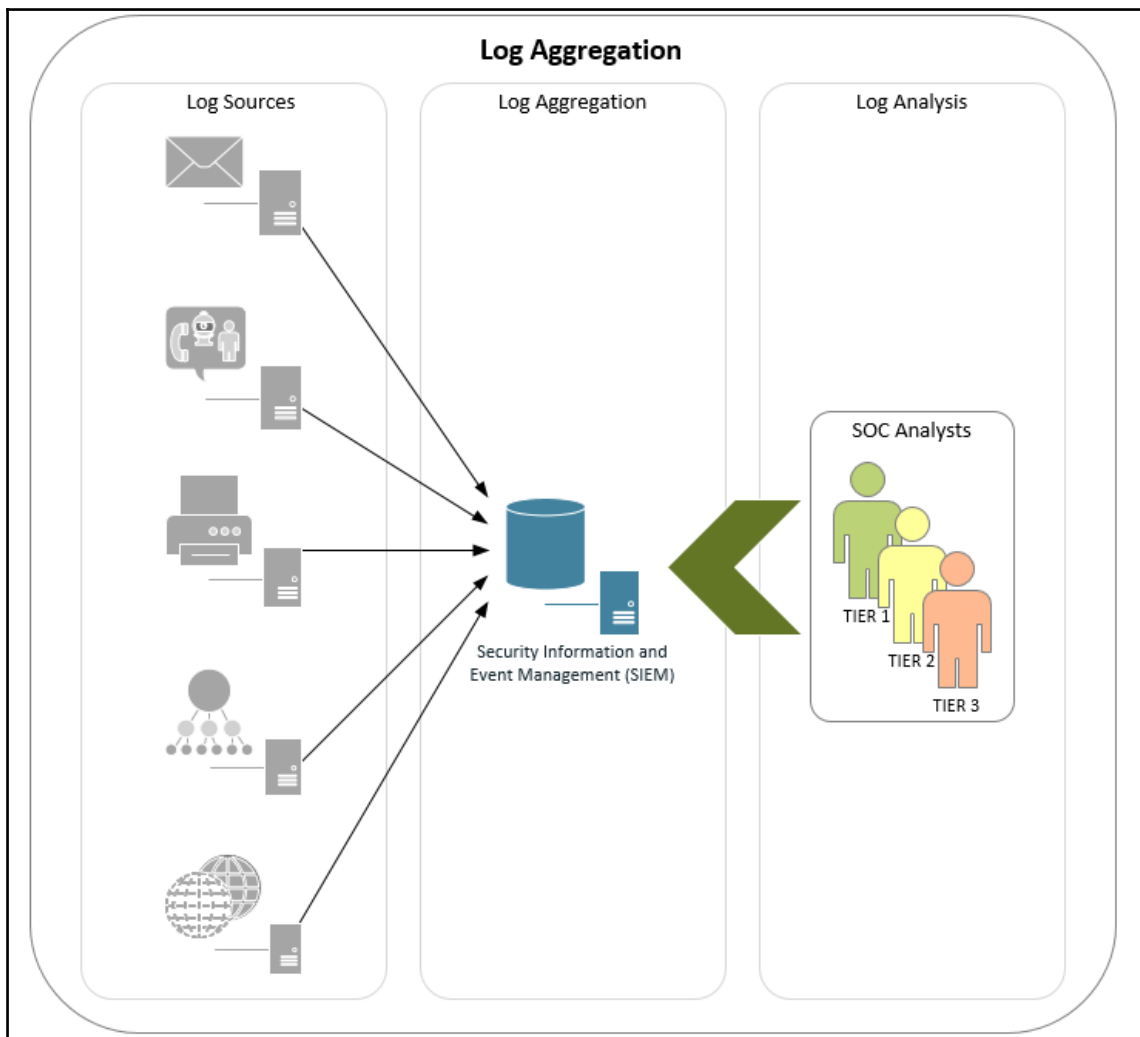 Log Aggregation
Log Sources
Log Aggregation
Log Analysis
SOC Analysts
TIER 1
TIER 2
TIER 3
Security Information and
Event Management (SIEM)